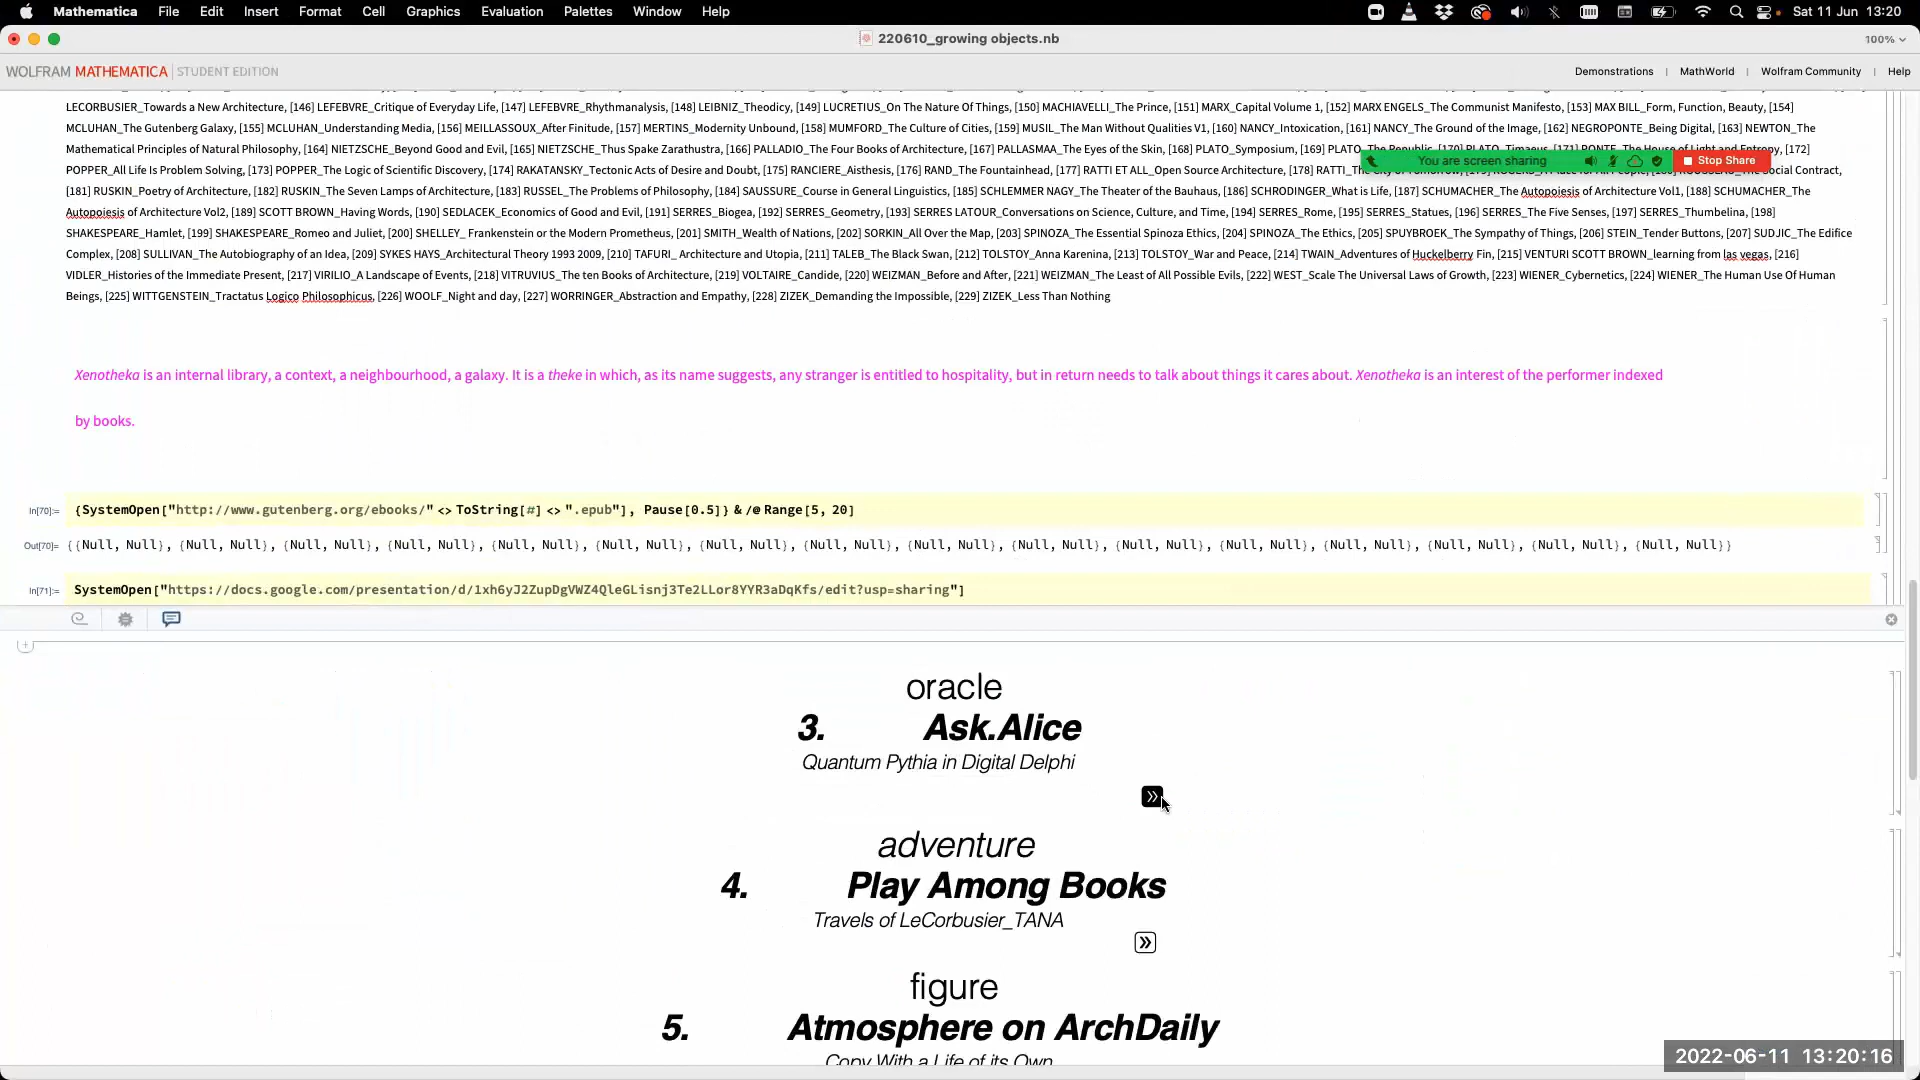 Mathematica File Edit Insert Format Cell Graphics Evaluation Palettes Window Help Sat 11 Jun 13:20
220610_growing objects.nb 100%
WOLFRAM MATHEMATICA STUDENT EDITION Demonstrations MathWorld Wolfram Community Help
LECORBUSIER_Towards a New Architecture, [146] LEFEBVRE_Critique of Everyday Life, [147] LEFEBVRE_Rhythmanalysis, [148] LEIBNIZ_Theodicy, [149] LUCRETIUS_On The Nature Of Things, [150] MACHIAVELLI_The Prince, [151] MARX_Capital Volume 1, [152] MARX ENGELS_The Communist Manifesto, [153] MAX BILL_Form, Function, Beauty, [154]
MCLUHAN_The Gutenberg Galaxy, [155] MCLUHAN_Understanding Media, [156] MEILLASSOUX_After Finitude, [157] MERTINS_Modernity Unbound, [158] MUMFORD_The Culture of Cities, [159] MUSIL_The Man Without Qualities V1, [160] NANCY_Intoxication, [161] NANCY_The Ground of the Image, [162] NEGROPONTE_Being Digital, [163] NEWTON_The
Mathematical Principles of Natural Philosophy, [164] NIETZSCHE_Beyond Good and Evil, [165] NIETZSCHE_Thus Spake Zarathustra, [166] PALLADIO_The Four Books of Architecture, [167] PALLASMAA_The Eyes of the Skin, [168] PLATO_Symposium, [169] PLATO_The Republic, [170] PLATO_Timaeus, [171] PONTE_The House of Light and Entropy, [172]
You are screen sharing Stop Share
POPPER_All Life Is Problem Solving, [173] POPPER_The Logic of Scientific Discovery, [174] RAKATANSKY_Tectonic Acts of Desire and Doubt, [175] RANCIERE_Aisthesis, [176] RAND_The Fountainhead, [177] RATTI ET ALL_Open Source Architecture, [178] RATTI_The City of Tomorrow, Social Contract,
[181] RUSKIN_Poetry of Architecture, [182] RUSKIN_The Seven Lamps of Architecture, [183] RUSSEL_The Problems of Philosophy, [184] SAUSSURE_Course in General Linguistics, [185] SCHLEMMER NAGY_The Theater of the Bauhaus, [186] SCHRODINGER_What is Life, [187] SCHUMACHER_The Autopoiesis of Architecture Vol1, [188] SCHUMACHER_The
Autopoiesis of Architecture Vol2, [189] SCOTT BROWN_Having Words, [190] SEDLACEK_Economics of Good and Evil, [191] SERRES_Biogea, [192] SERRES_Geometry, [193] SERRES LATOUR_Conversations on Science, Culture, and Time, [194] SERRES_Rome, [195] SERRES_Statues, [196] SERRES_The Five Senses, [197] SERRES_Thumbelina, [198]
SHAKESPEARE_Hamlet, [199] SHAKESPEARE_Romeo and Juliet, [200] SHELLEY_ Frankenstein or the Modern Prometheus, [201] SMITH_Wealth of Nations, [202] SORKIN_All Over the Map, [203] SPINOZA_The Essential Spinoza Ethics, [204] SPINOZA_The Ethics, [205] SPUYBROEK_The Sympathy of Things, [206] STEIN_Tender Buttons, [207] SUDJIC_The Edifice
Complex, [208] SULLIVAN_The Autobiography of an Idea, [209] SYKES HAYS_Architectural Theory 1993 2009, [210] TAFURI_ Architecture and Utopia, [211] TALEB_The Black Swan, [212] TOLSTOY_Anna Karenina, [213] TOLSTOY_War and Peace, [214] TWAIN_Adventures of Huckelberry Fin, [215] VENTURI SCOTT BROWN_learning from las vegas, [216]
VIDLER_Histories of the Immediate Present, [217] VIRILIO_A Landscape of Events, [218] VITRUVIUS_The ten Books of Architecture, [219] VOLTAIRE_Candide, [220] WEIZMAN_Before and After, [221] WEIZMAN_The Least of All Possible Evils, [222] WEST_Scale The Universal Laws of Growth, [223] WIENER_Cybernetics, [224] WIENER_The Human Use Of Human
Beings, [225] WITTGENSTEIN_Tractatus Logico Philosophicus, [226] WOOLF_Night and day, [227] WORRINGER_Abstraction and Empathy, [228] ZIZEK_Demanding the Impossible, [229] ZIZEK_Less Than Nothing
Xenotheka is an internal library, a context, a neighbourhood, a galaxy. It is a theke in which, as its name suggests, any stranger is entitled to hospitality, but in return needs to talk about things it cares about. Xenotheka is an interest of the performer indexed
by books.
In[70]:= {SystemOpen["http://www.gutenberg.org/ebooks/" <> ToString[#] <> ".epub"], Pause[0.5]} & /@ Range[5, 20]
Out[70]= {{Null, Null}, {Null, Null}, {Null, Null}, {Null, Null}, {Null, Null}, {Null, Null}, {Null, Null}, {Null, Null}, {Null, Null}, {Null, Null}, {Null, Null}, {Null, Null}, {Null, Null}, {Null, Null}, {Null, Null}, {Null, Null}}
In[71]:= SystemOpen["https://docs.google.com/presentation/d/1xh6yJ2ZupDgVWZ4QleGLisnj3Te2LLor8YYR3aDqKfs/edit?usp=sharing"]
oracle
3. Ask.Alice
Quantum Pythia in Digital Delphi
»
adventure
4. Play Among Books
Travels of LeCorbusier_TANA
»
figure
5. Atmosphere on ArchDaily
Copy With a Life of its Own
2022-06-11 13:20:16